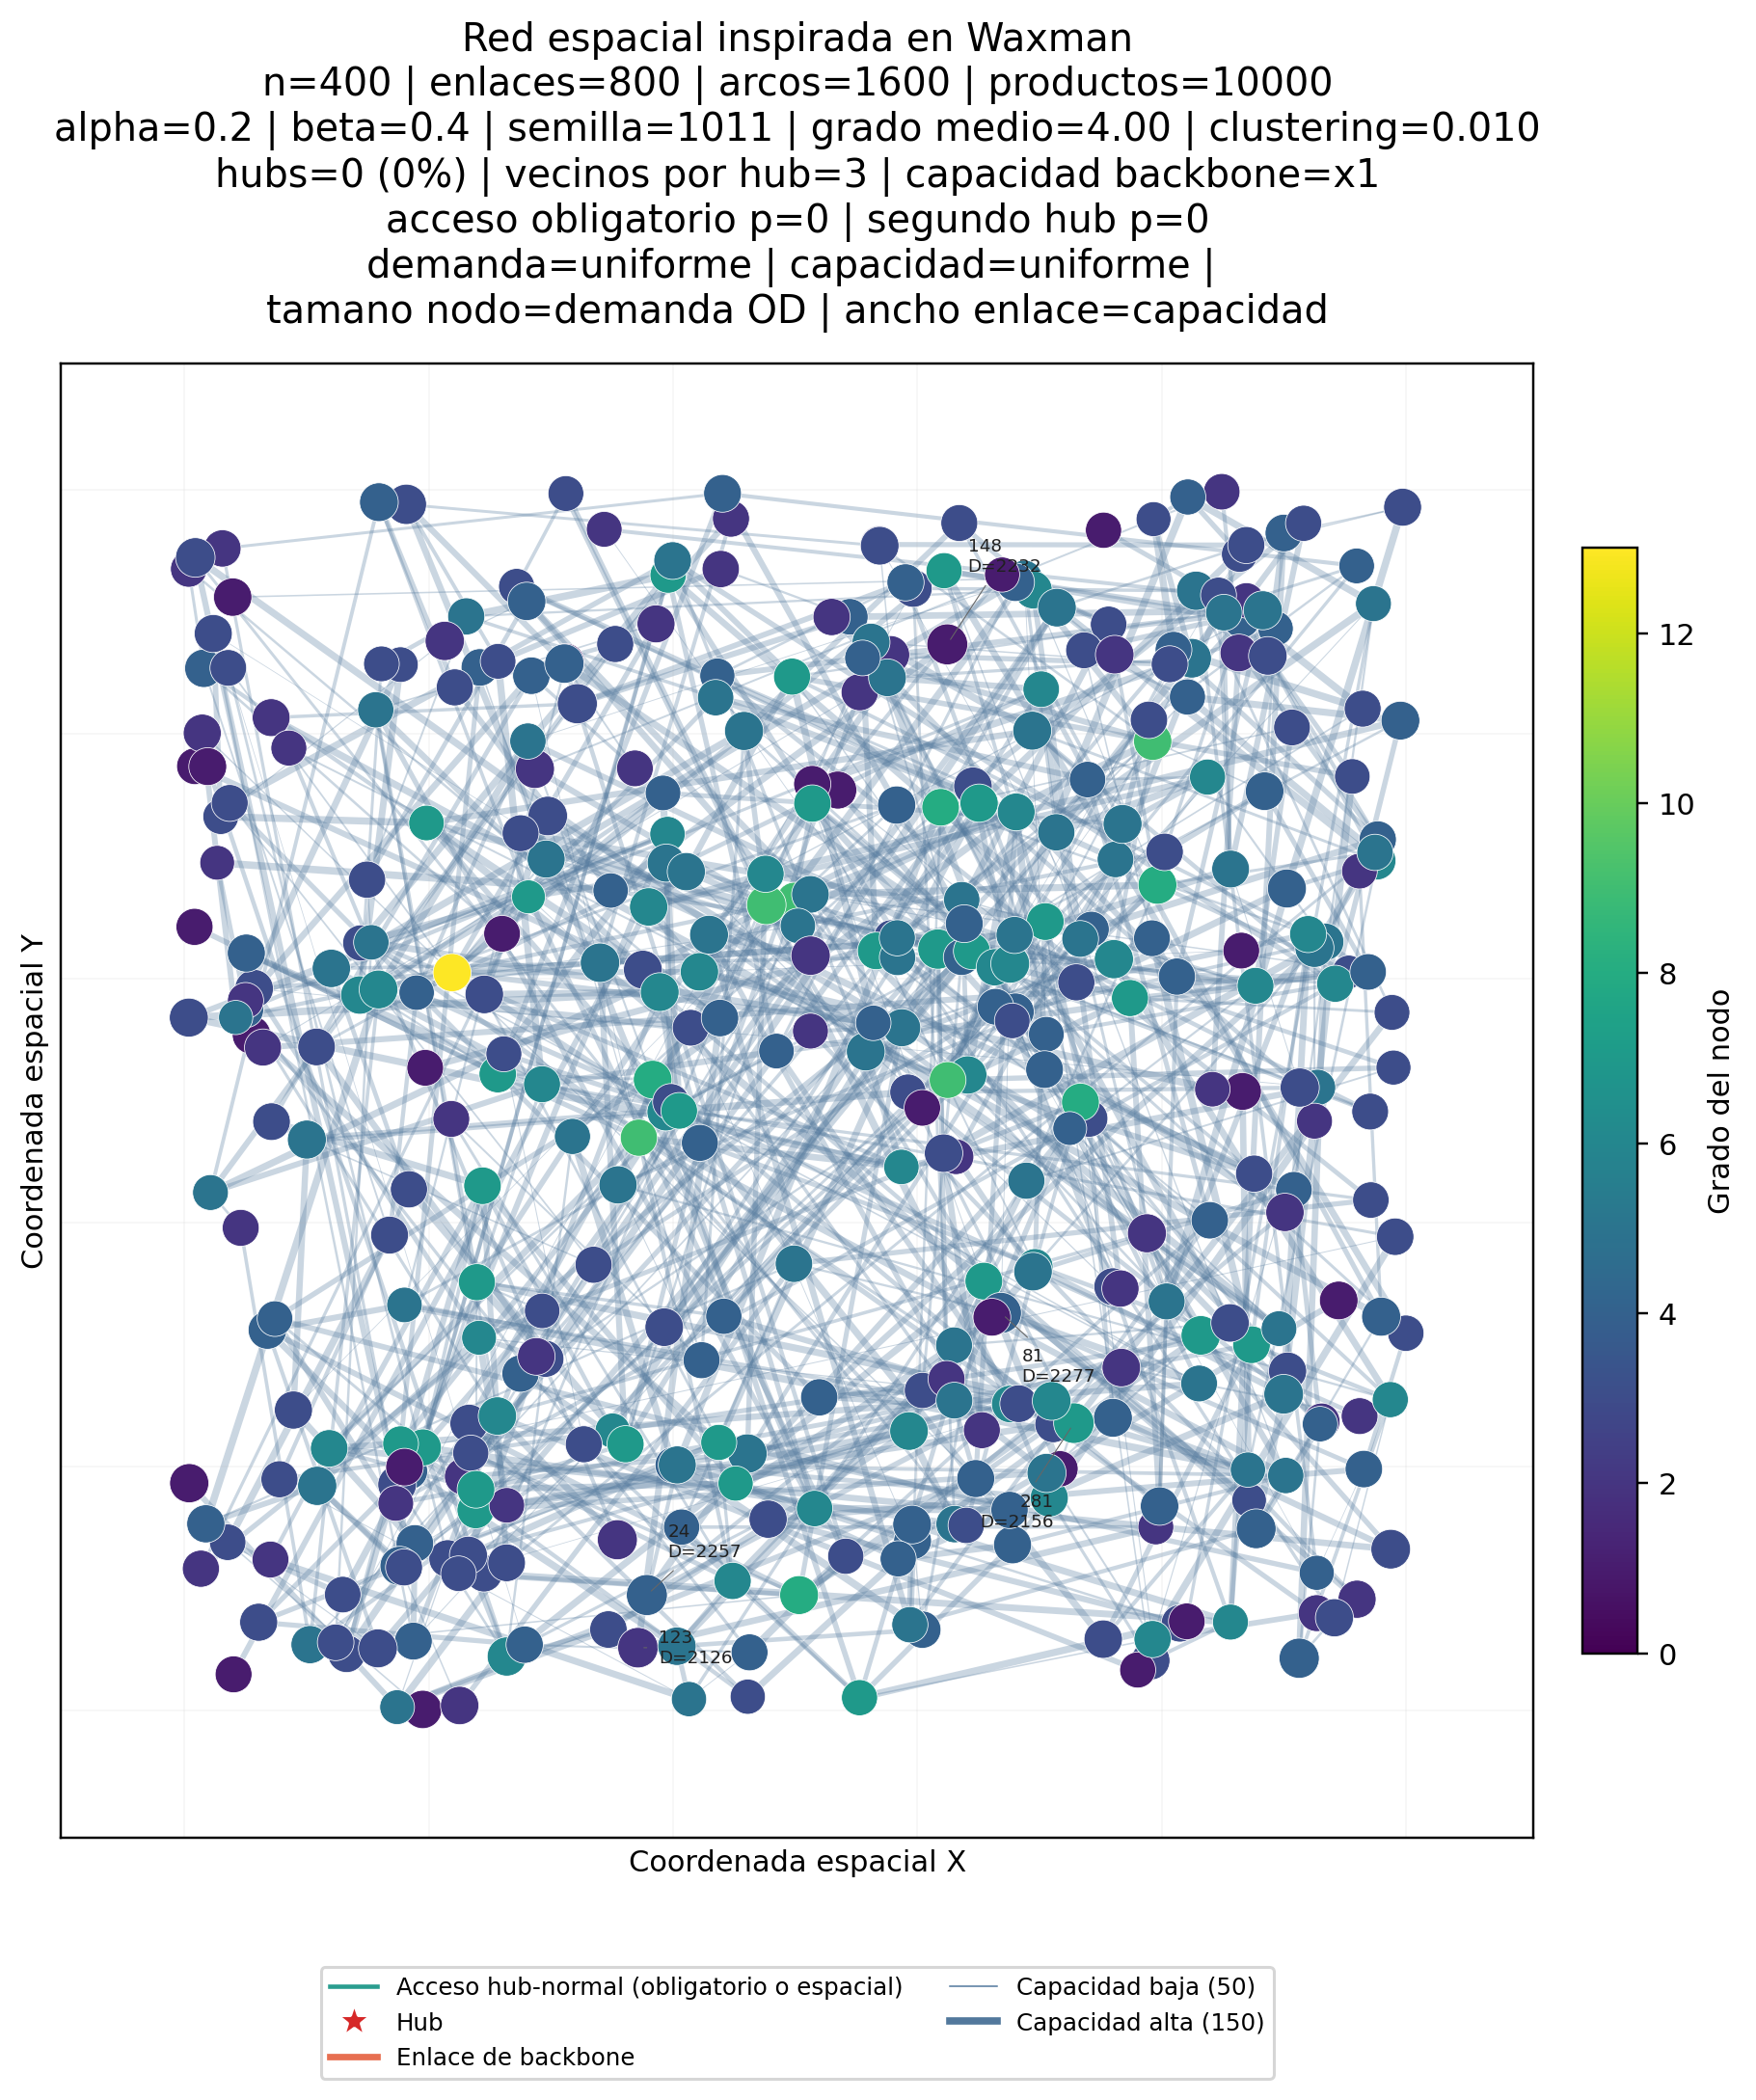 Red espacial inspirada en Waxman
n=400 | enlaces=800 | arcos=1600 | productos=10000
alpha=0.2 | beta=0.4 | semilla=1011 | grado medio=4.00 | clustering=0.010
hubs=0 (0%) | vecinos por hub=3 | capacidad backbone=x1
acceso obligatorio p=0 | segundo hub p=0
demanda=uniforme | capacidad=uniforme |
tamano nodo=demanda OD | ancho enlace=capacidad
148
D=2232
81
D=2277
281
D=2156
24
D=2257
123
D=2126
Coordenada espacial Y
Coordenada espacial X
12
10
8
6
4
2
0
Grado del nodo
Acceso hub-normal (obligatorio o espacial)
Hub
Enlace de backbone
Capacidad baja (50)
Capacidad alta (150)